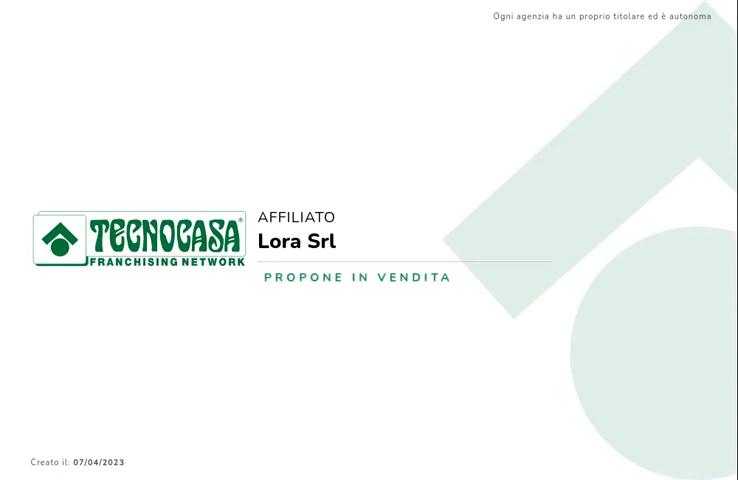 Ogni agenzia ha un proprio titolare ed è autonoma
TECNOCASA®
FRANCHISING NETWORK
AFFILIATO
Lora Srl
PROPONE IN VENDITA
Creato il: 07/04/2023